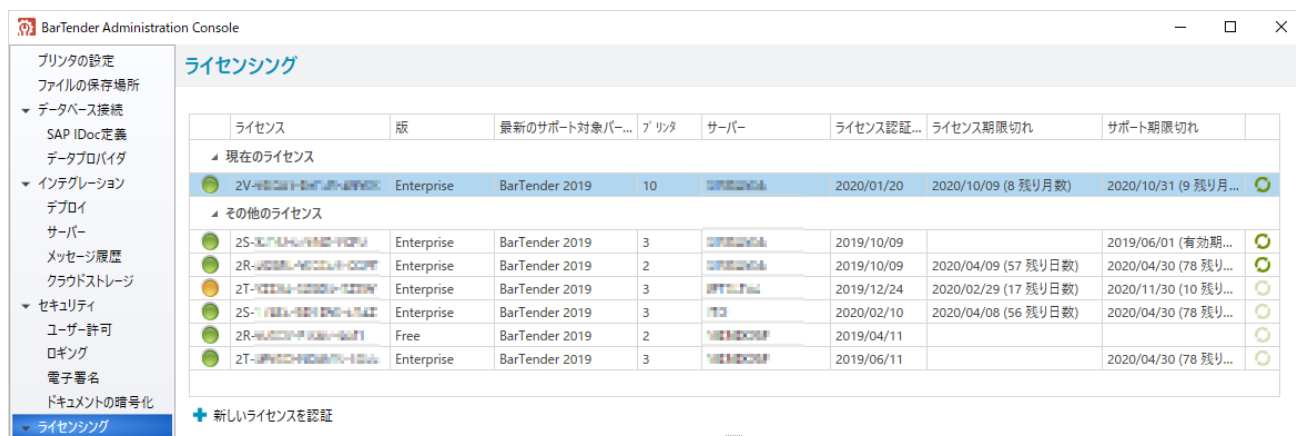 BarTender Administration Console
プリンタの設定
ファイルの保存場所
データベース接続
SAP IDoc定義
データプロバイダ
インテグレーション
デプロイ
サーバー
メッセージ履歴
クラウドストレージ
セキュリティ
ユーザー許可
ロギング
電子署名
ドキュメントの暗号化
ライセンシング
ライセンシング
ライセンス 版 最新のサポート対象バー... プリンタ サーバー ライセンス認証... ライセンス期限切れ サポート期限切れ
現在のライセンス
2V- Enterprise BarTender 2019 10 2020/01/20 2020/10/09 (8 残り月数) 2020/10/31 (9 残り月...
その他のライセンス
2S- Enterprise BarTender 2019 3 2019/10/09 2019/06/01 (有効期...
2R- Enterprise BarTender 2019 2 2019/10/09 2020/04/09 (57 残り日数) 2020/04/30 (78 残り...
2T- Enterprise BarTender 2019 3 2019/12/24 2020/02/29 (17 残り日数) 2020/11/30 (10 残り...
2S- Enterprise BarTender 2019 3 2020/02/10 2020/04/08 (56 残り日数) 2020/04/30 (78 残り...
2R- Free BarTender 2019 2 2019/04/11
2T- Enterprise BarTender 2019 3 2019/06/11 2020/04/30 (78 残り...
新しいライセンスを認証